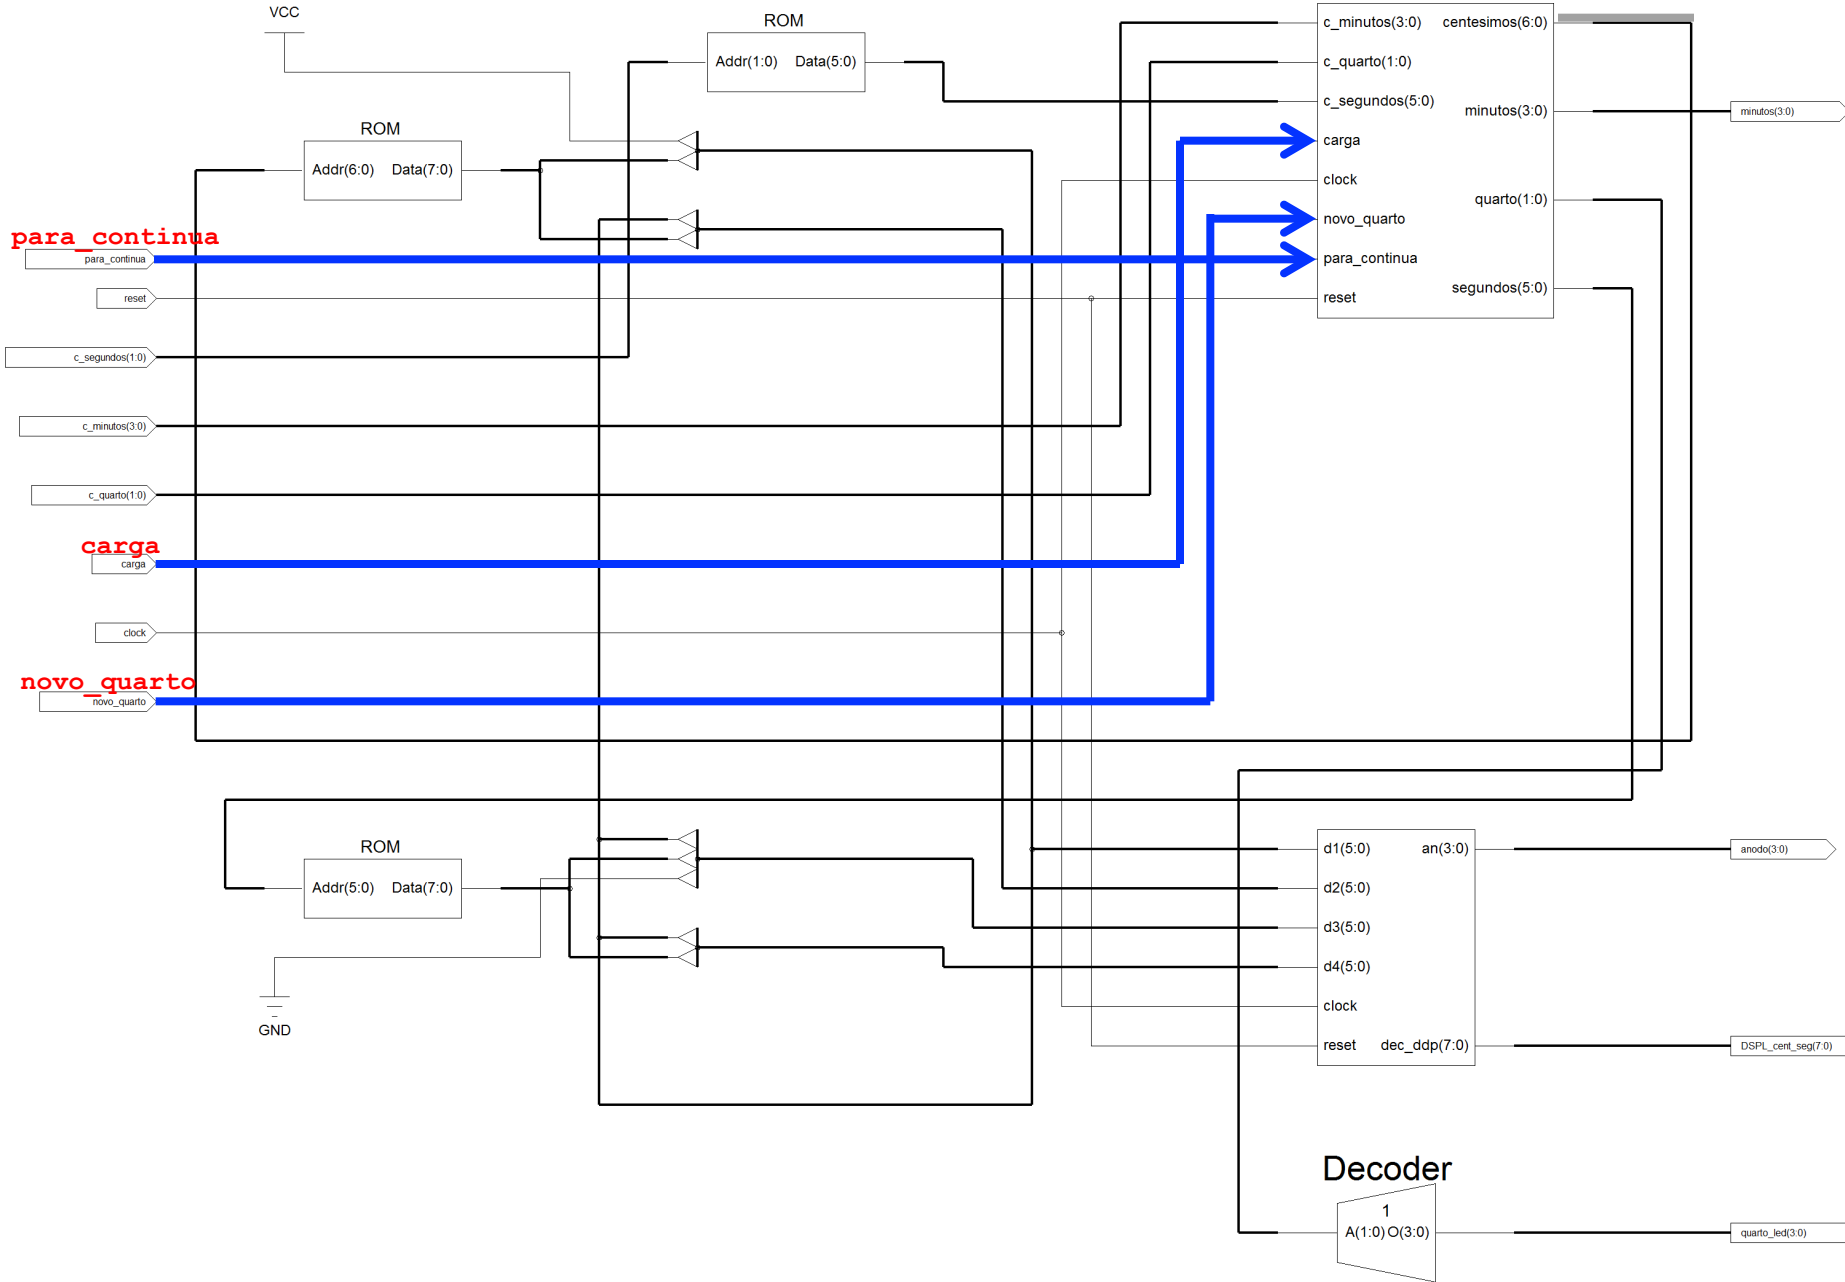 VCC
ROM
Addr(1:0) Data(5:0)
ROM
Addr(6:0) Data(7:0)
c_minutos(3:0) centesimos(6:0)
c_quarto(1:0)
c_segundos(5:0)
minutos(3:0)
carga
clock
quarto(1:0)
novo_quarto
para_continua
segundos(5:0)
reset
minutos(3:0)
para_continua
para_continua
reset
c_segundos(1:0)
c_minutos(3:0)
c_quarto(1:0)
carga
carga
clock
novo_quarto
novo_quarto
ROM
Addr(5:0) Data(7:0)
GND
d1(5:0) an(3:0)
d2(5:0)
d3(5:0)
d4(5:0)
clock
reset dec_ddp(7:0)
anodo(3:0)
DSPL_cent_seg(7:0)
Decoder
1
A(1:0) O(3:0)
quarto_led(3:0)